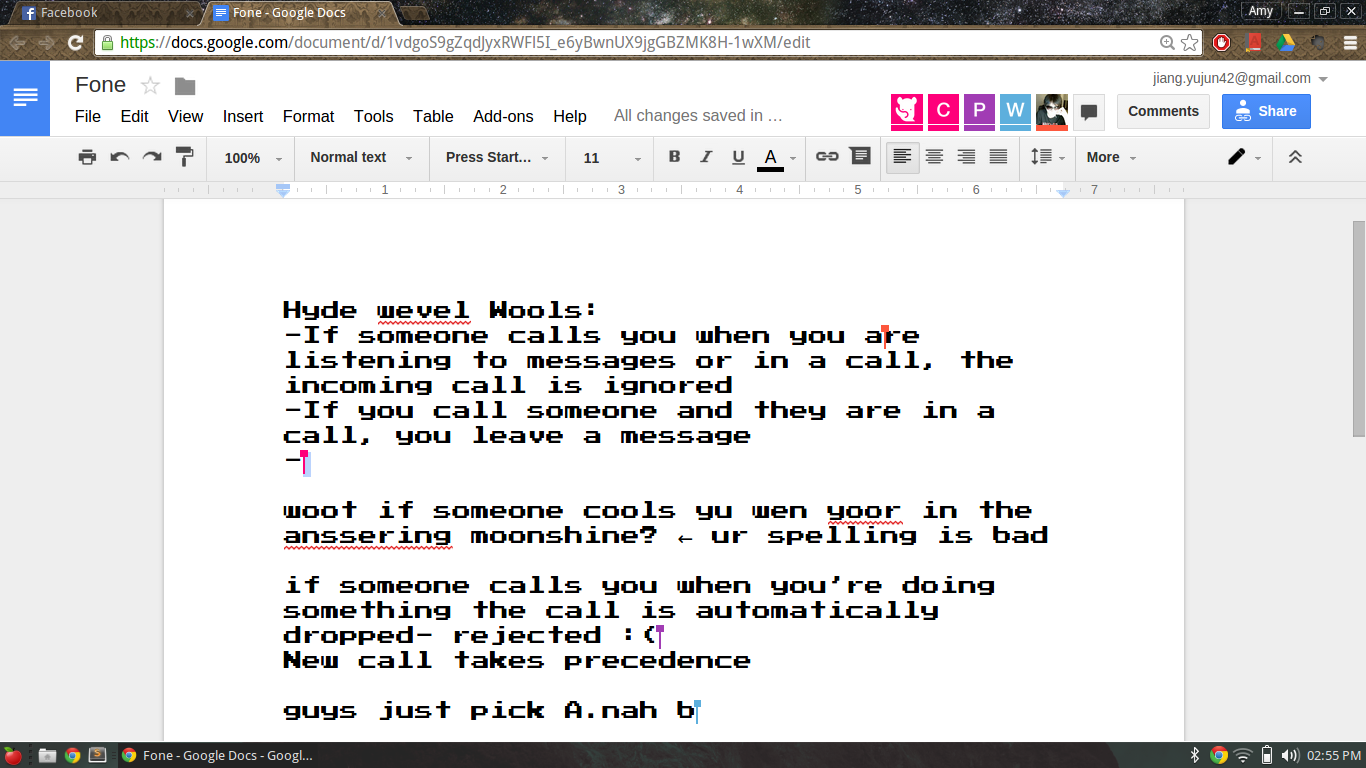 Facebook
Fone - Google Docs
Amy
https://docs.google.com/document/d/1vdgoS9gZqdJyxRWFl5I_e6yBwnUX9jgGBZMK8H-1wXM/edit
Fone
jiang.yujun42@gmail.com
File Edit View Insert Format Tools Table Add-ons Help All changes saved in ...
C P W Comments Share
100% Normal text Press Start... 11 B I U A More
1 2 3 4 5 6 7
Hyde wevel Wools:
-If someone calls you when you are
listening to messages or in a call, the
incoming call is ignored
-If you call someone and they are in a
call, you leave a message
-
woot if someone cools yu wen yoor in the
anssering moonshine? ← ur spelling is bad
if someone calls you when you're doing
something the call is automatically
dropped- rejected :(
New call takes precedence
guys just pick A.nah b
Fone - Google Docs - Googl...
02:55 PM